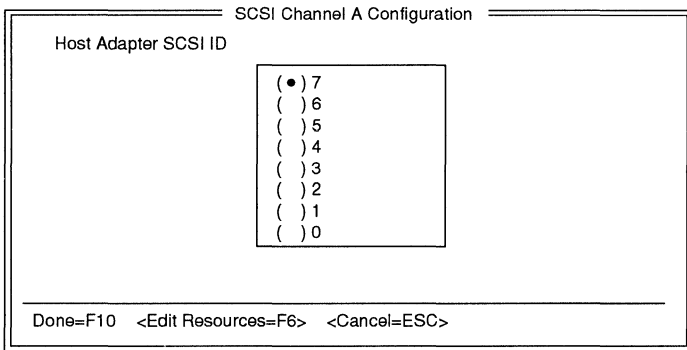 SCSI Channel A Configuration
Host Adapter SCSI ID
(•) 7
( ) 6
( ) 5
( ) 4
( ) 3
( ) 2
( ) 1
( ) 0
Done=F10 <Edit Resources=F6> <Cancel=ESC>